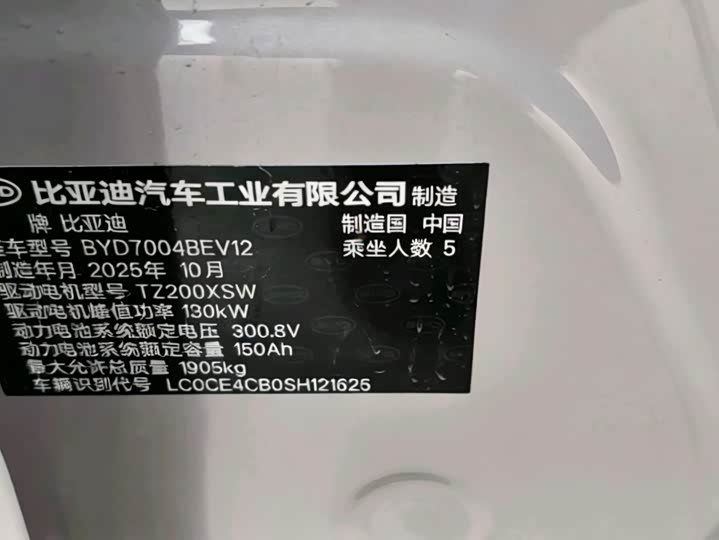 比亚迪汽车工业有限公司 制造
牌 比亚迪 制造国 中国
车型号 BYD7004BEV12 乘坐人数 5
制造年月 2025年 10月
驱动电机型号 TZ200XSW
驱动电机峰值功率 130kW
动力电池系统额定电压 300.8V
动力电池系统额定容量 150Ah
最大允许总质量 1905kg
车辆识别代号 LC0CE4CB0SH121625